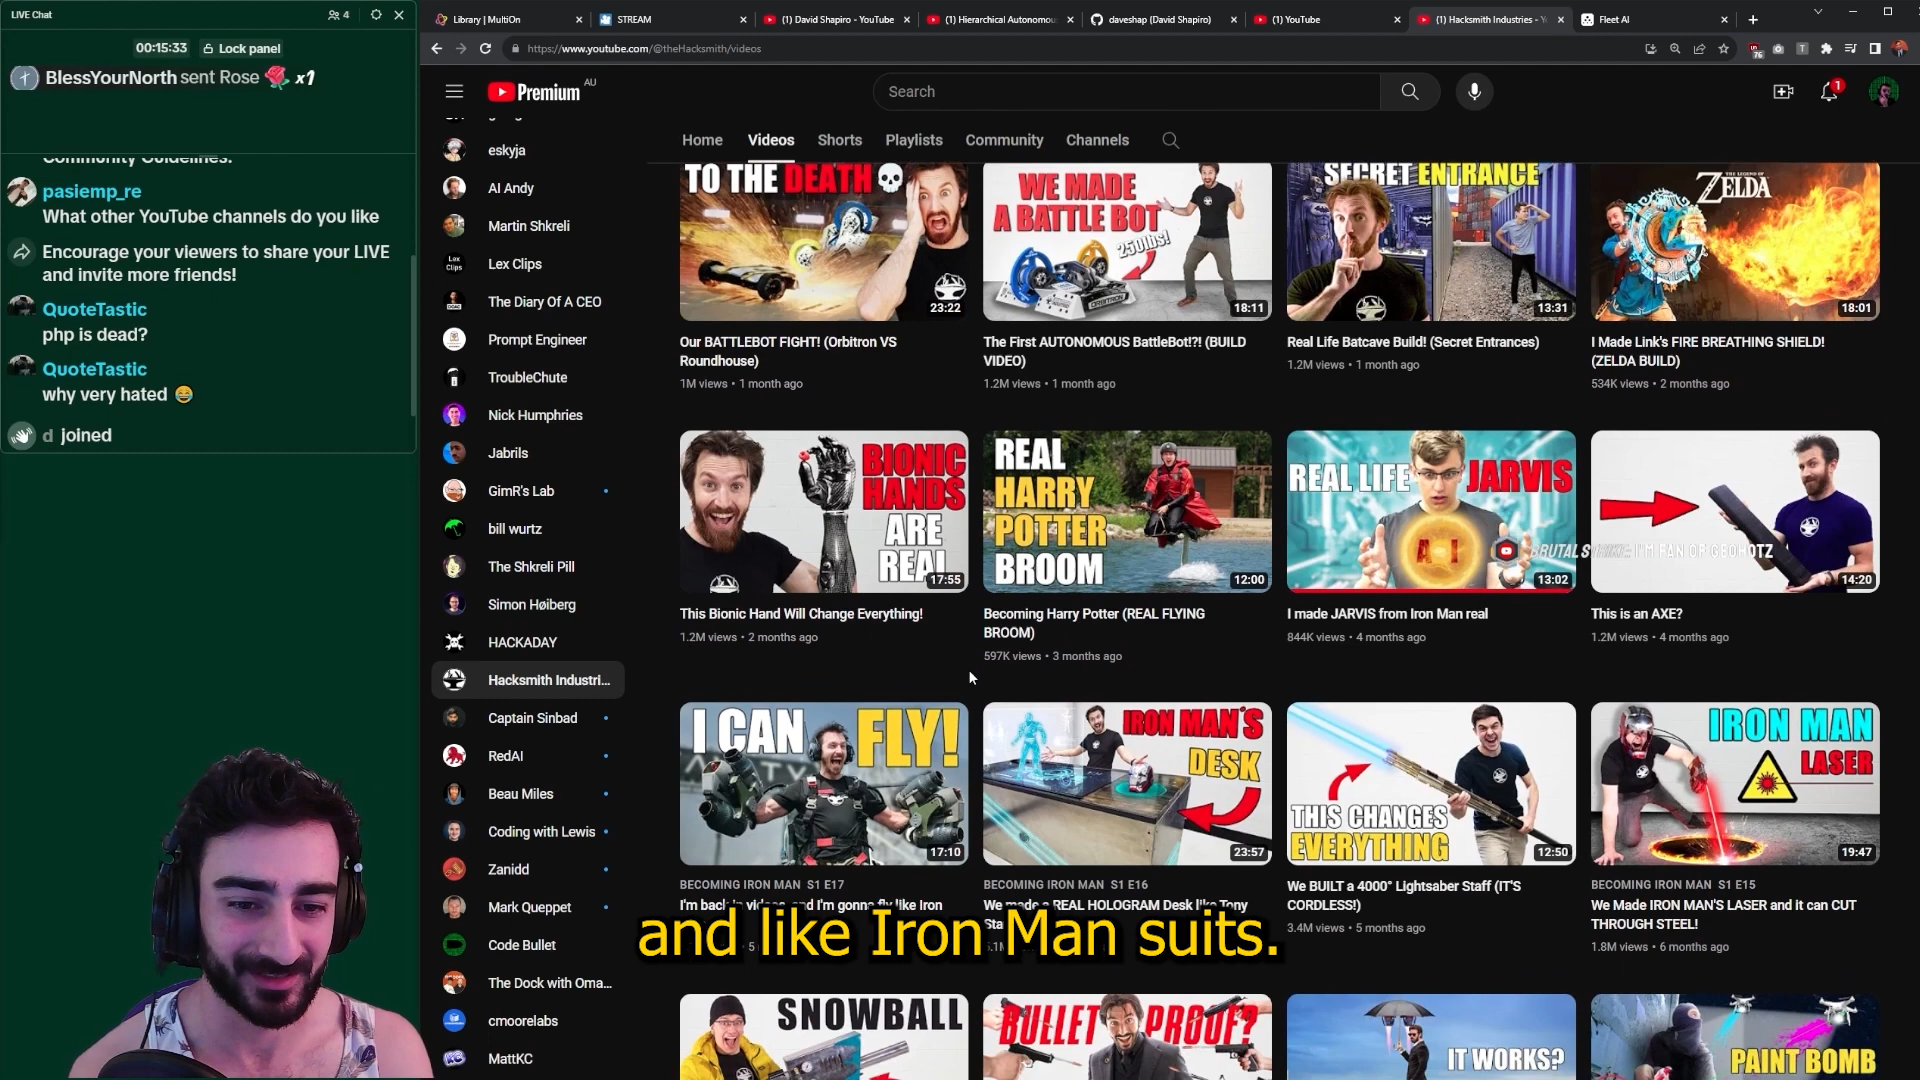 LIVE Chat
4
00:15:33
Lock panel
BlessYourNorth sent Rose x1
Community Guidelines.
pasiemp_re
What other YouTube channels do you like
Encourage your viewers to share your LIVE
and invite more friends!
QuoteTastic
php is dead?
QuoteTastic
why very hated 😂
d joined
Library | MultiOn
STREAM
(1) David Shapiro - YouTube
(1) Hierarchical Autonomou
daveshap (David Shapiro)
(1) YouTube
(1) Hacksmith Industries - Y
Fleet AI
https://www.youtube.com/@theHacksmith/videos
76
Premium
AU
Search
1
Home
Videos
Shorts
Playlists
Community
Channels
eskyja
AI Andy
Martin Shkreli
Lex Clips
The Diary Of A CEO
Prompt Engineer
TroubleChute
Nick Humphries
Jabrils
GimR's Lab
bill wurtz
The Shkreli Pill
Simon Høiberg
HACKADAY
Hacksmith Industri...
Captain Sinbad
RedAI
Beau Miles
Coding with Lewis
Zanidd
Mark Queppet
Code Bullet
The Dock with Oma...
cmoorelabs
MattKC
TO THE DEATH
23:22
Our BATTLEBOT FIGHT! (Orbitron VS
Roundhouse)
1M views • 1 month ago
WE MADE
A BATTLE BOT
250lbs!
ORBITRON
18:11
The First AUTONOMOUS BattleBot!?! (BUILD
VIDEO)
1.2M views • 1 month ago
SECRET ENTRANCE
13:31
Real Life Batcave Build! (Secret Entrances)
1.2M views • 1 month ago
THE LEGEND OF
ZELDA
18:01
I Made Link's FIRE BREATHING SHIELD!
(ZELDA BUILD)
534K views • 2 months ago
BIONIC
HANDS
ARE
REAL
17:55
This Bionic Hand Will Change Everything!
1.2M views • 2 months ago
REAL
HARRY
POTTER
BROOM
12:00
Becoming Harry Potter (REAL FLYING
BROOM)
597K views • 3 months ago
REAL LIFE JARVIS
A.I
13:02
I made JARVIS from Iron Man real
844K views • 4 months ago
I'M FAN OF GEOHOTZ
14:20
This is an AXE?
1.2M views • 4 months ago
I CAN FLY!
17:10
BECOMING IRON MAN S1 E17
I'm back in videos, and I'm gonna fly like Iron
IRON MAN'S
DESK
23:57
BECOMING IRON MAN S1 E16
We made a REAL HOLOGRAM Desk like Tony
THIS CHANGES
EVERYTHING
12:50
We BUILT a 4000° Lightsaber Staff (IT'S
CORDLESS!)
3.4M views • 5 months ago
IRON MAN
LASER
19:47
BECOMING IRON MAN S1 E15
We Made IRON MAN'S LASER and it can CUT
THROUGH STEEL!
1.8M views • 6 months ago
and like Iron Man suits.
SNOWBALL
BULLET PROOF?
IT WORKS?
PAINT BOMB